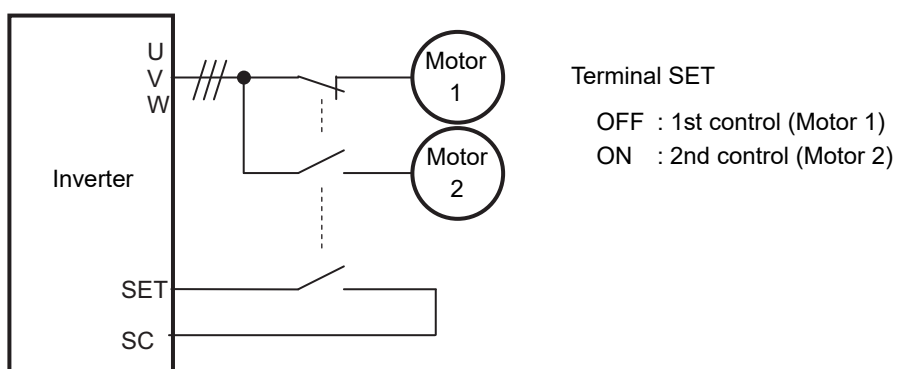 U
V
W
Motor
1
Terminal SET
OFF : 1st control (Motor 1)
ON : 2nd control (Motor 2)
Motor
2
Inverter
SET
SC